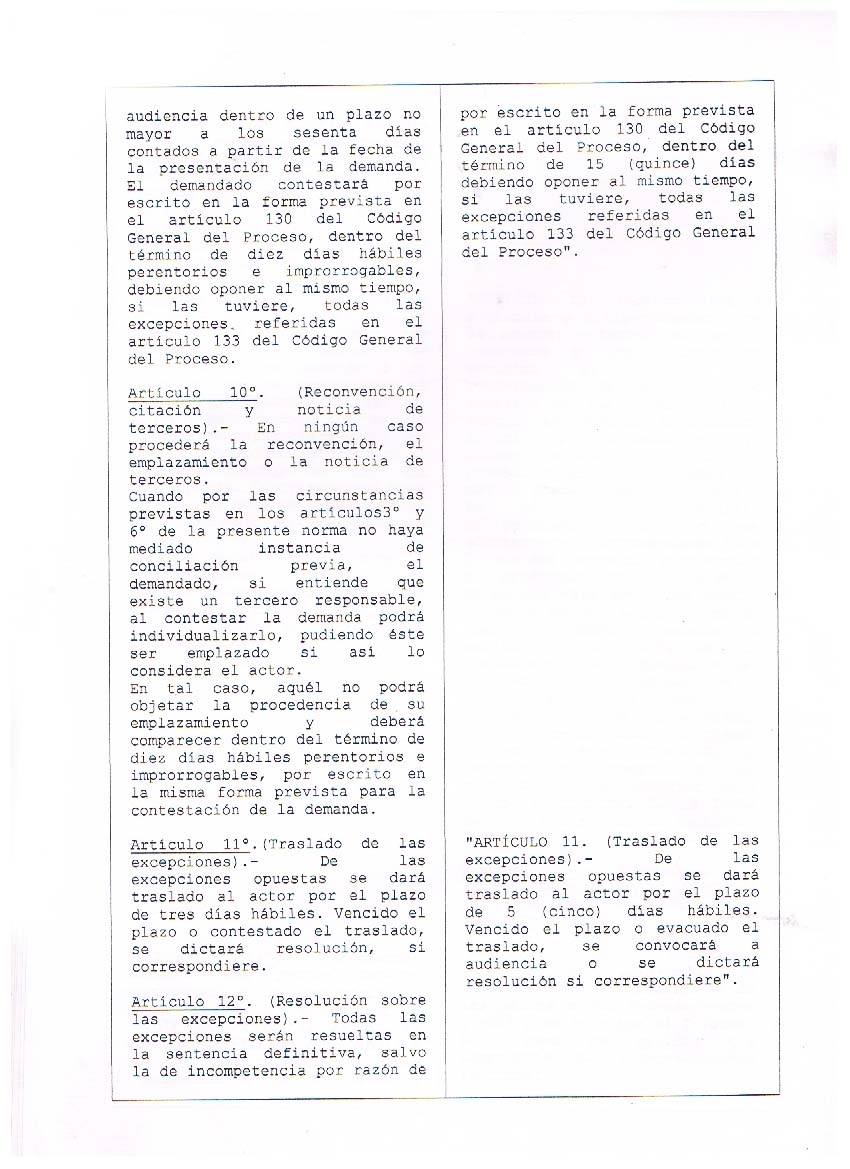 audiencia dentro de un plazo no
mayor a los sesenta días
contados a partir de la fecha de
la presentación de la demanda.
El demandado contestará por
escrito en la forma prevista en
el artículo 130 del Código
General del Proceso, dentro del
término de diez días hábiles
perentorios e improrrogables,
debiendo oponer al mismo tiempo,
si las tuviere, todas las
excepciones referidas en el
artículo 133 del Código General
del Proceso.
Artículo 10°. (Reconvención,
citación y noticia de
terceros).- En ningún caso
procederá la reconvención, el
emplazamiento o la noticia de
terceros.
Cuando por las circunstancias
previstas en los artículos3° y
6° de la presente norma no haya
mediado instancia de
conciliación previa, el
demandado, si entiende que
existe un tercero responsable,
al contestar la demanda podrá
individualizarlo, pudiendo éste
ser emplazado si así lo
considera el actor.
En tal caso, aquél no podrá
objetar la procedencia de su
emplazamiento y deberá
comparecer dentro del término de
diez días hábiles perentorios e
improrrogables, por escrito en
la misma forma prevista para la
contestación de la demanda.
Artículo 11°.(Traslado de las
excepciones).- De las
excepciones opuestas se dará
traslado al actor por el plazo
de tres días hábiles. Vencido el
plazo o contestado el traslado,
se dictará resolución, si
correspondiere.
Artículo 12°. (Resolución sobre
las excepciones).- Todas las
excepciones serán resueltas en
la sentencia definitiva, salvo
la de incompetencia por razón de
por escrito en la forma prevista
en el artículo 130 del Código
General del Proceso, dentro del
término de 15 (quince) días
debiendo oponer al mismo tiempo,
si las tuviere, todas las
excepciones referidas en el
artículo 133 del Código General
del Proceso".
"ARTÍCULO 11. (Traslado de las
excepciones).- De las
excepciones opuestas se dará
traslado al actor por el plazo
de 5 (cinco) días hábiles.
Vencido el plazo o evacuado el
traslado, se convocará a
audiencia o se dictará
resolución si correspondiere".